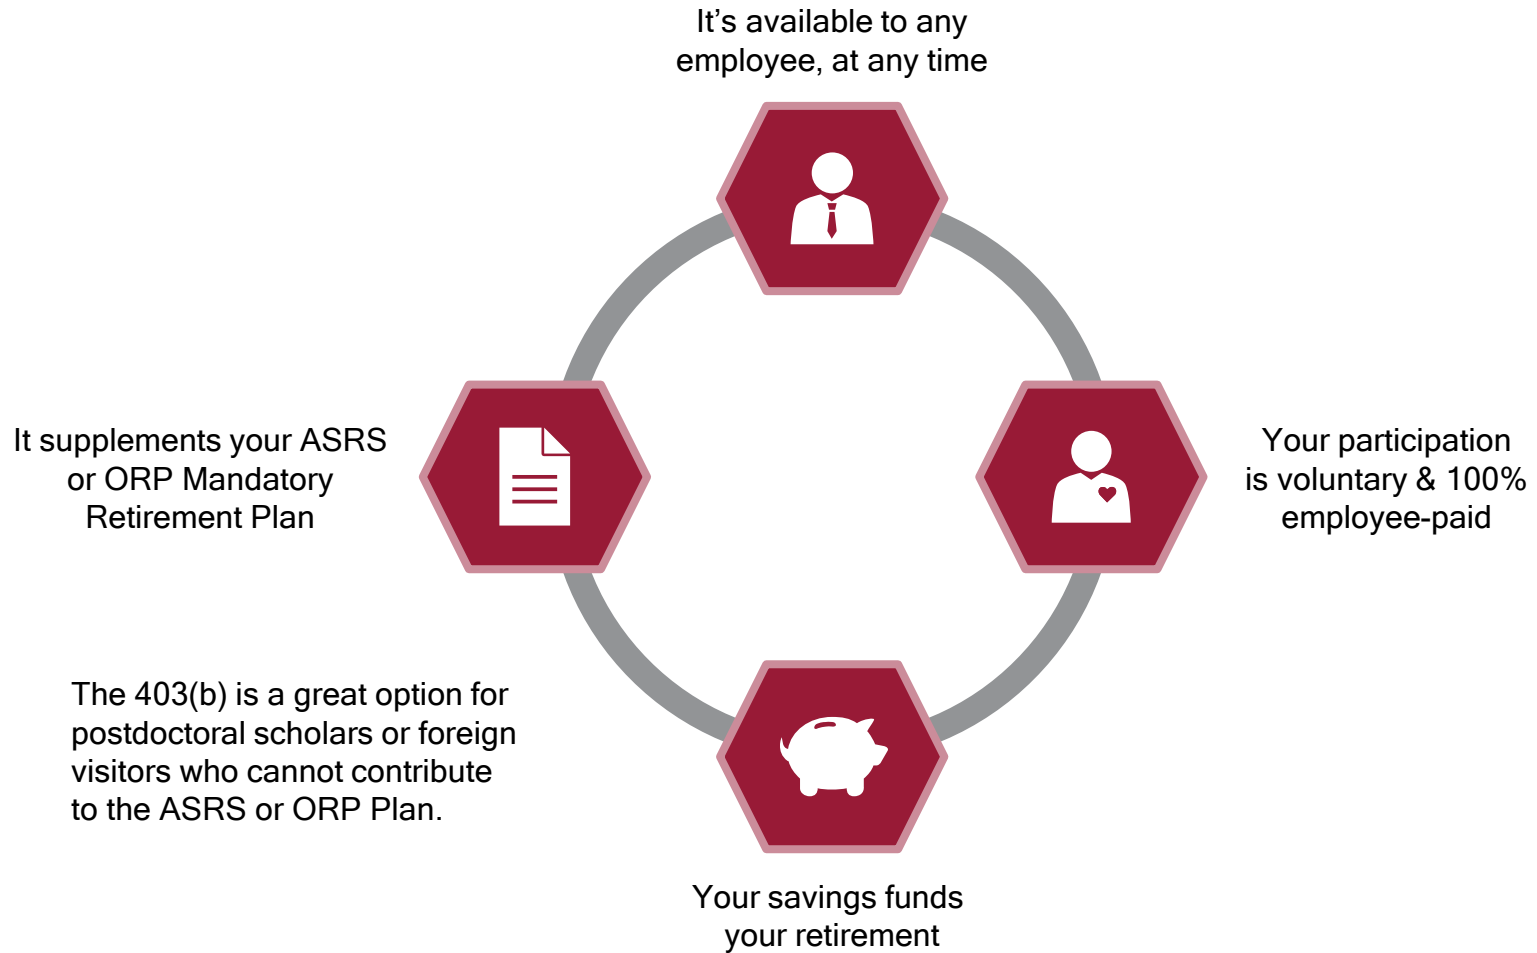 It’s available to any
employee, at any time
Your participation
is voluntary & 100%
employee-paid
Your savings funds
your retirement
It supplements your ASRS
or ORP Mandatory
Retirement Plan
The 403(b) is a great option for
postdoctoral scholars or foreign
visitors who cannot contribute
to the ASRS or ORP Plan.